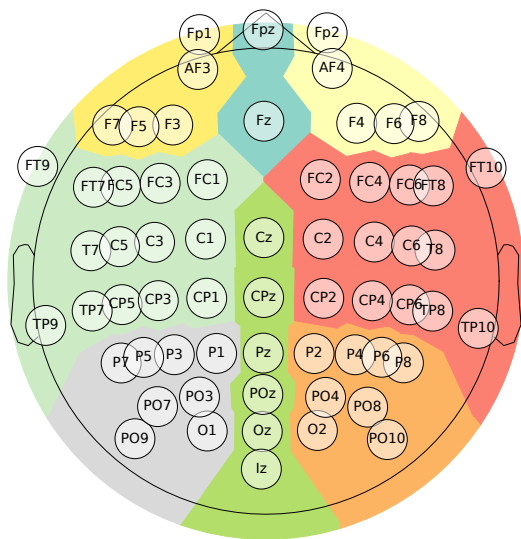 Fp1 Fpz Fp2
AF3 AF4
F7 F5 F3 Fz F4 F6 F8
FT9 FT10
FT7 FC5 FC3 FC1 FC2 FC4 FC6 FT8
T7 C5 C3 C1 Cz C2 C4 C6 T8
TP7 CP5 CP3 CP1 CPz CP2 CP4 CP6 TP8
TP9 TP10
P7 P5 P3 P1 Pz P2 P4 P6 P8
PO7 PO3 POz PO4 PO8
PO9 O1 Oz O2 PO10
Iz